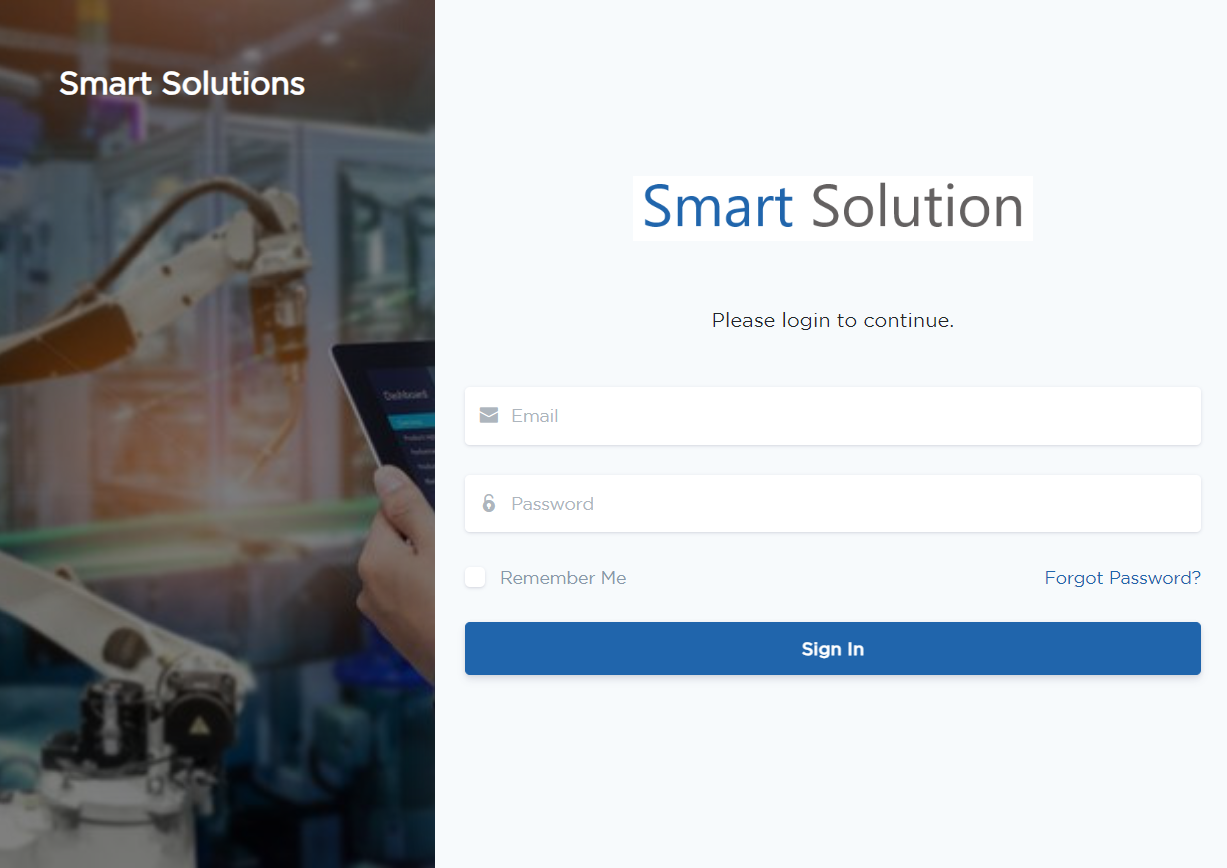 Smart Solutions
Smart Solution
Please login to continue.
Email
Password
Remember Me
Forgot Password?
Sign In
Dashboard